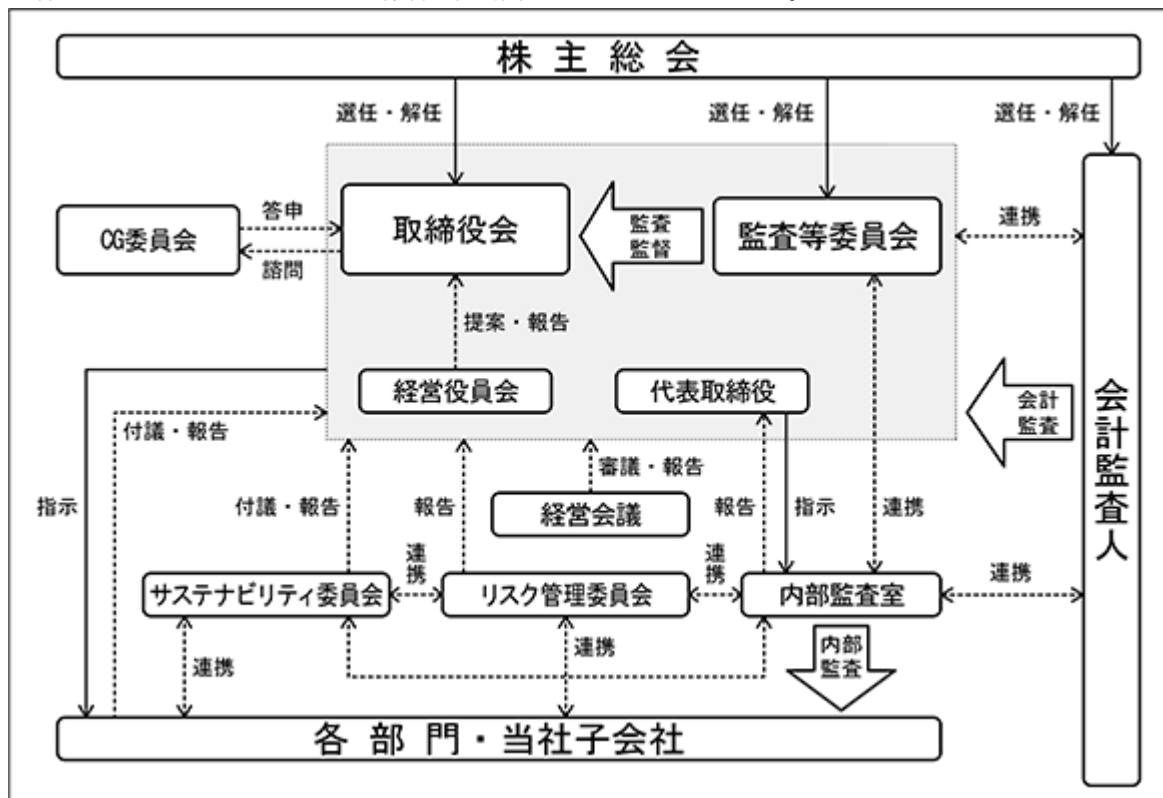 株主総会
選任・解任
選任・解任
選任・解任
CG委員会
答申
諮問
取締役会
監査
監督
監査等委員会
連携
提案・報告
経営役員会
代表取締役
会計
監査
会計監査人
付議・報告
指示
付議・報告
報告
審議・報告
経営会議
報告
指示
連携
サステナビリティ委員会
連
携
リスク管理委員会
連
携
内部監査室
連携
連携
連携
内部
監査
各部門・当社子会社